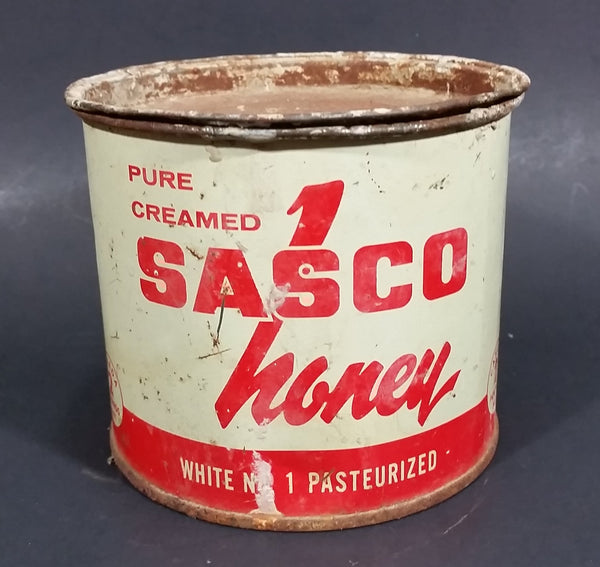 PURE
CREAMED
1
SASCO
honey
WHITE No 1 PASTEURIZED